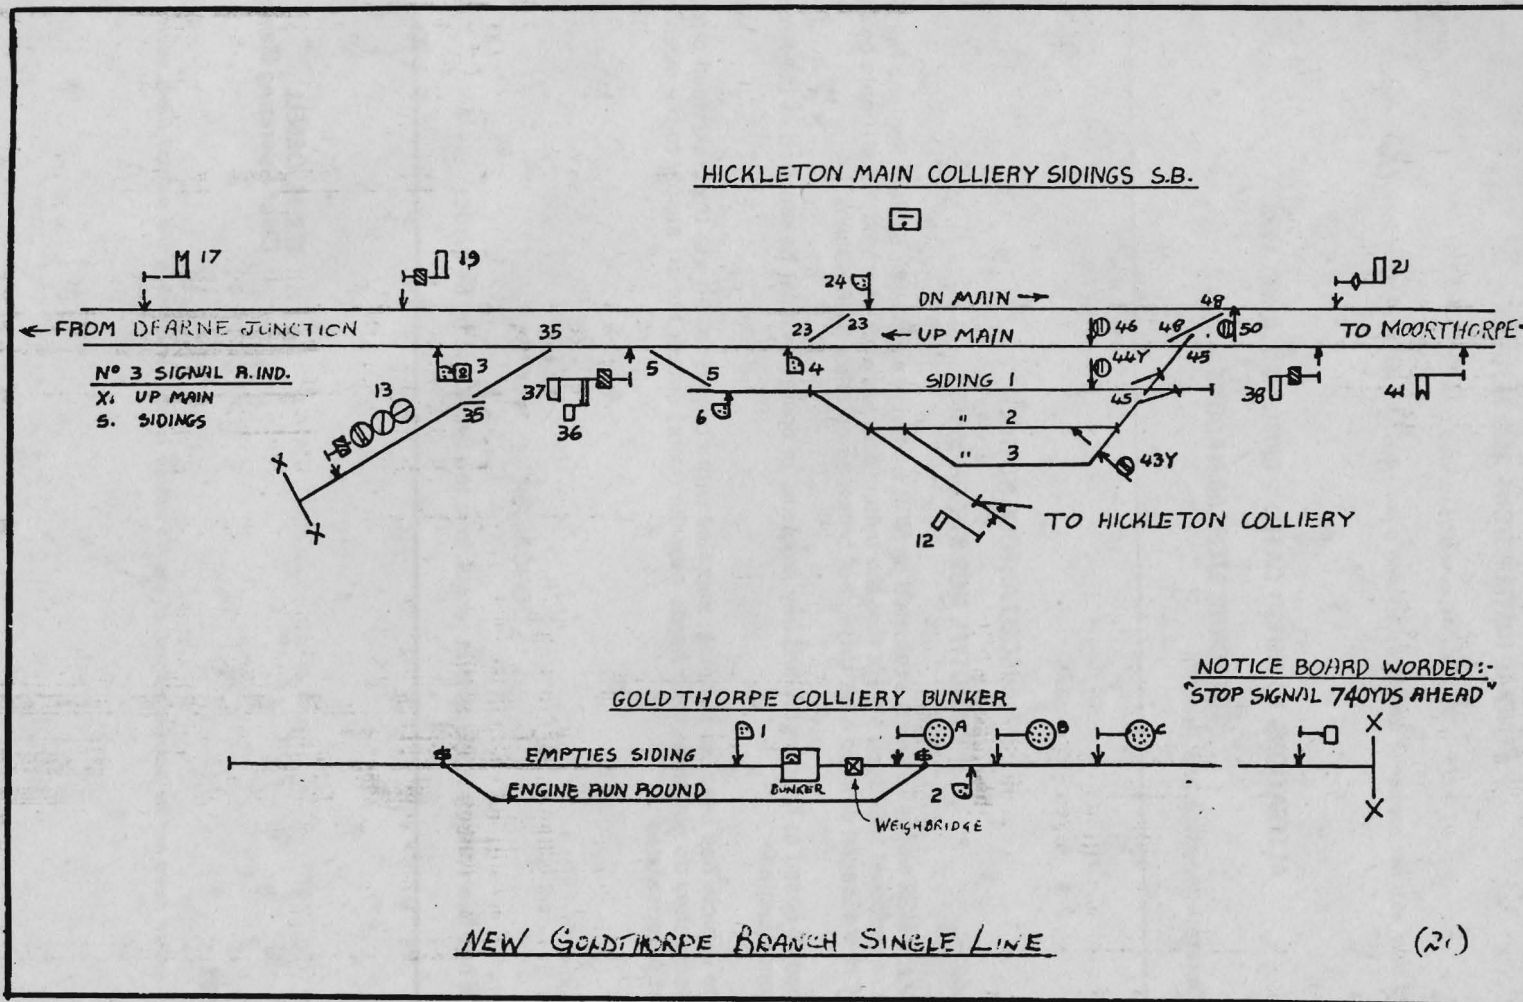 HICKLETON MAIN COLLIERY SIDINGS S.B.
17
19
21
24
DN MAIN →
48
← FROM DEARNE JUNCTION
35
23
23
← UP MAIN
46
48
50
TO MOORTHORPE
Nº 3 SIGNAL R.IND.
X. UP MAIN
S. SIDINGS
3
13
35
37
36
5
5
6
4
SIDING 1
44Y
45
45
38
41
" 2
" 3
43Y
12
TO HICKLETON COLLIERY
X
X
NOTICE BOARD WORDED:-
"STOP SIGNAL 740YDS AHEAD"
GOLDTHORPE COLLIERY BUNKER
1
A
B
C
X
EMPTIES SIDING
ENGINE RUN ROUND
BUNKER
2
WEIGHBRIDGE
X
NEW GOLDTHORPE BRANCH SINGLE LINE
(21)